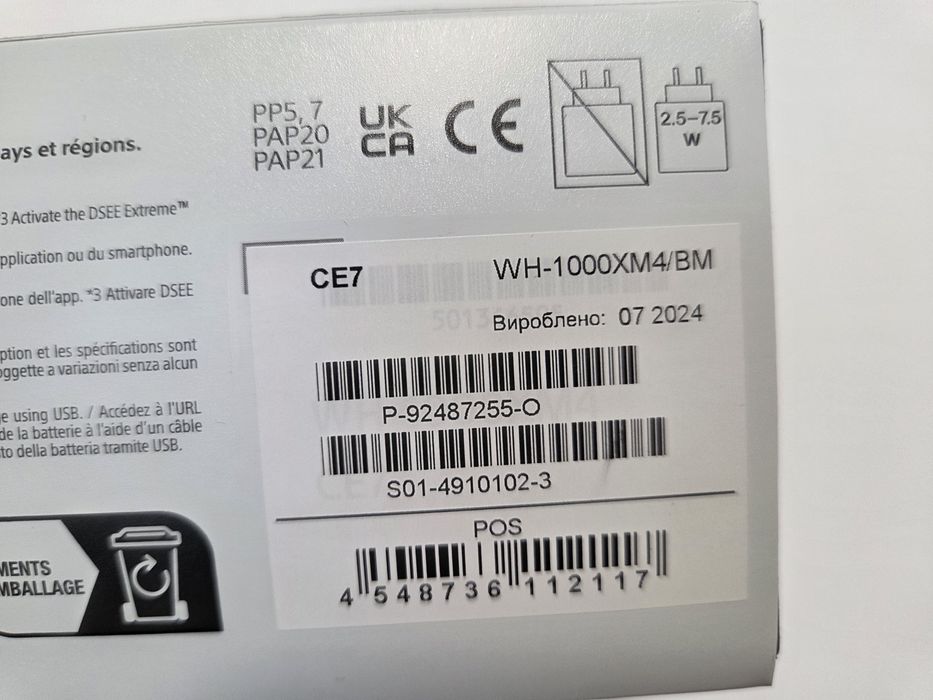 PP5, 7
PAP20
PAP21
UK
CA
CE
2.5–7.5
W
ays et régions.
3 Activate the DSEE Extreme™
pplication ou du smartphone.
one dell'app. *3 Attivare DSEE
ption et les spécifications sont
oggette a variazioni senza alcun
e using USB. / Accédez à l'URL
de la batterie à l'aide d'un câble
to della batteria tramite USB.
MENTS
MBALLAGE
CE7
WH-1000XM4/BM
Вироблено: 07 2024
P-92487255-O
S01-4910102-3
POS
4 548736 112117